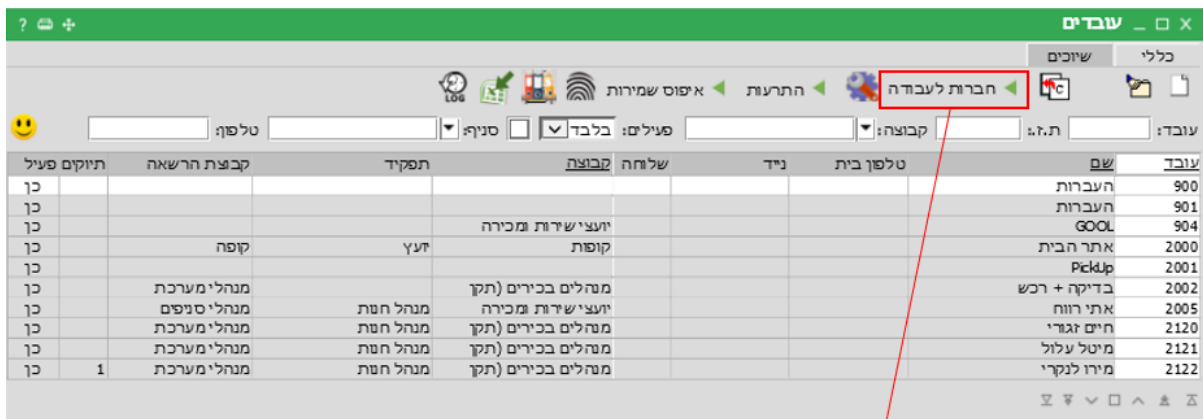 עובדים
כללי שיוכים
חברות לעבודה התרעות איפוס שמירות LOG
עובד: ת.ז.: קבוצה: פעילים: בלבד סניף: טלפון:
עובד שם טלפון בית נייד שלוחה קבוצה תפקיד קבוצת הרשאה תיוקים פעיל
900 העברות כן
901 העברות כן
904 GOOL יועצי שירות ומכירה כן
2000 אתר הבית קופות יועץ קופה כן
2001 PickUp כן
2002 בדיקה + רכש מנהלים בכירים (תקן מנהלי מערכת כן
2005 אתי רווח יועצי שירות ומכירה מנהל חנות מנהלי סניפים כן
2120 חיים זגורי מנהלים בכירים (תקן מנהל חנות מנהלי מערכת כן
2121 מיטל עלול מנהלים בכירים (תקן מנהל חנות מנהלי מערכת כן
2122 מירו לנקרי מנהלים בכירים (תקן מנהל חנות מנהלי מערכת 1 כן